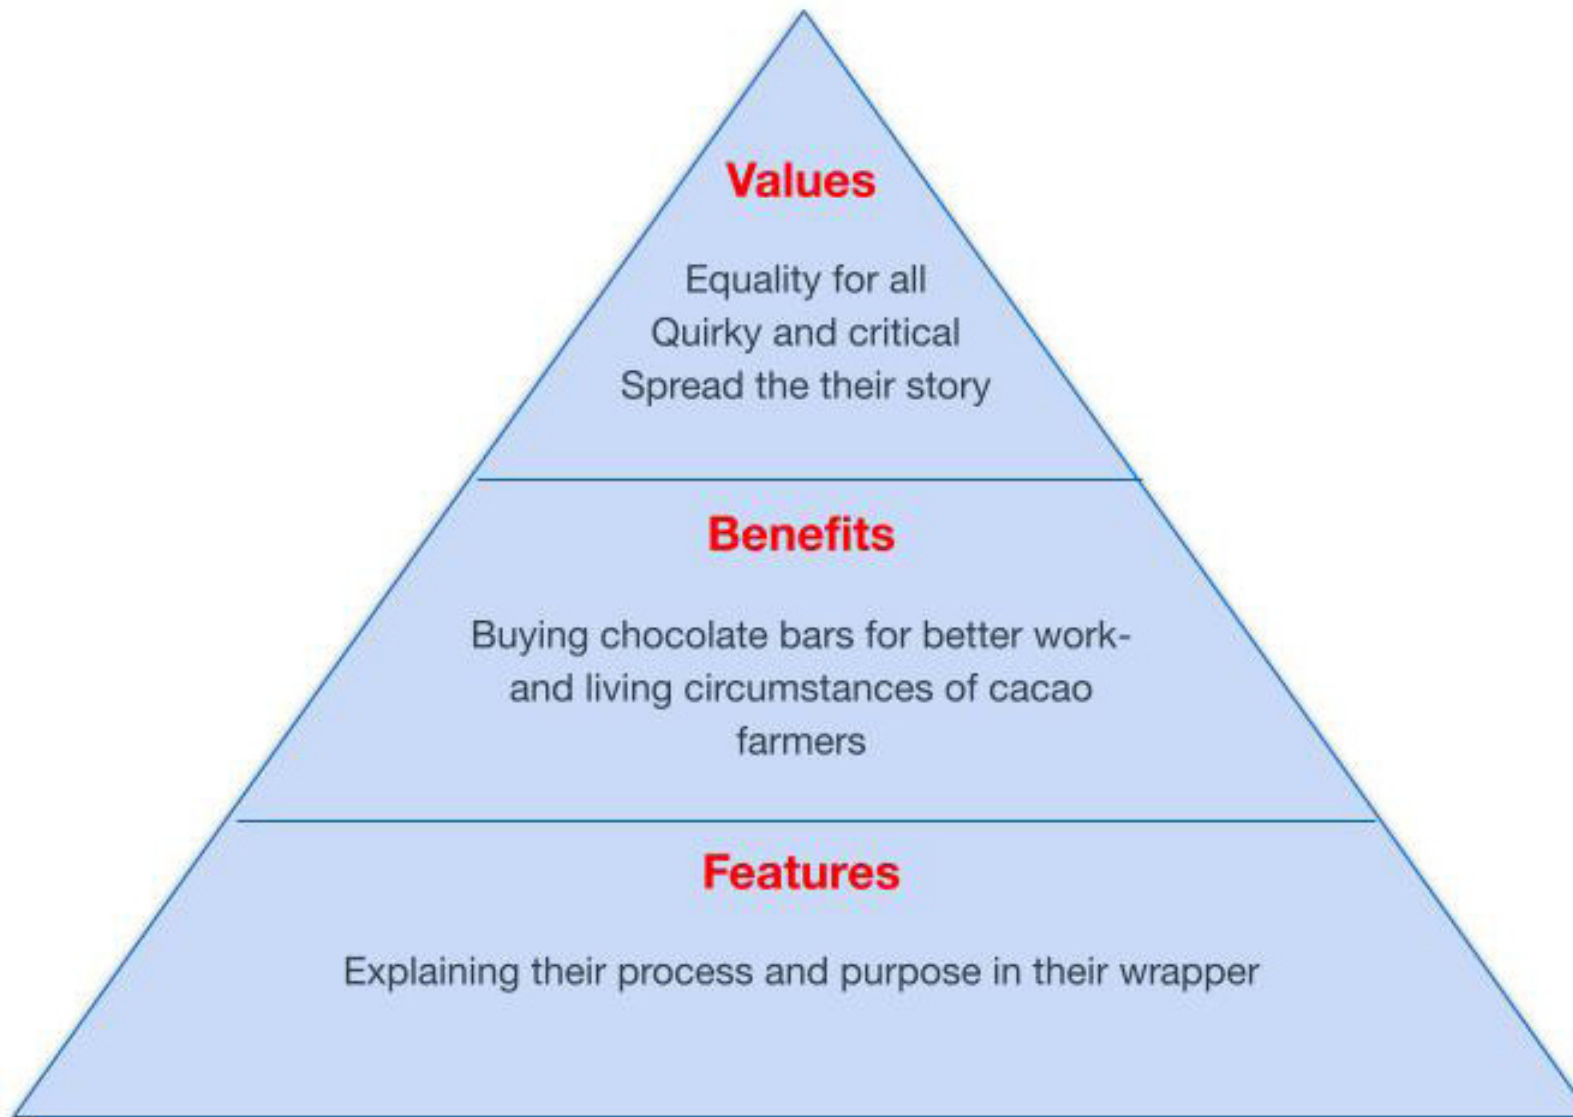 Values
Equality for all
Quirky and critical
Spread the their story
Benefits
Buying chocolate bars for better work-
and living circumstances of cacao
farmers
Features
Explaining their process and purpose in their wrapper